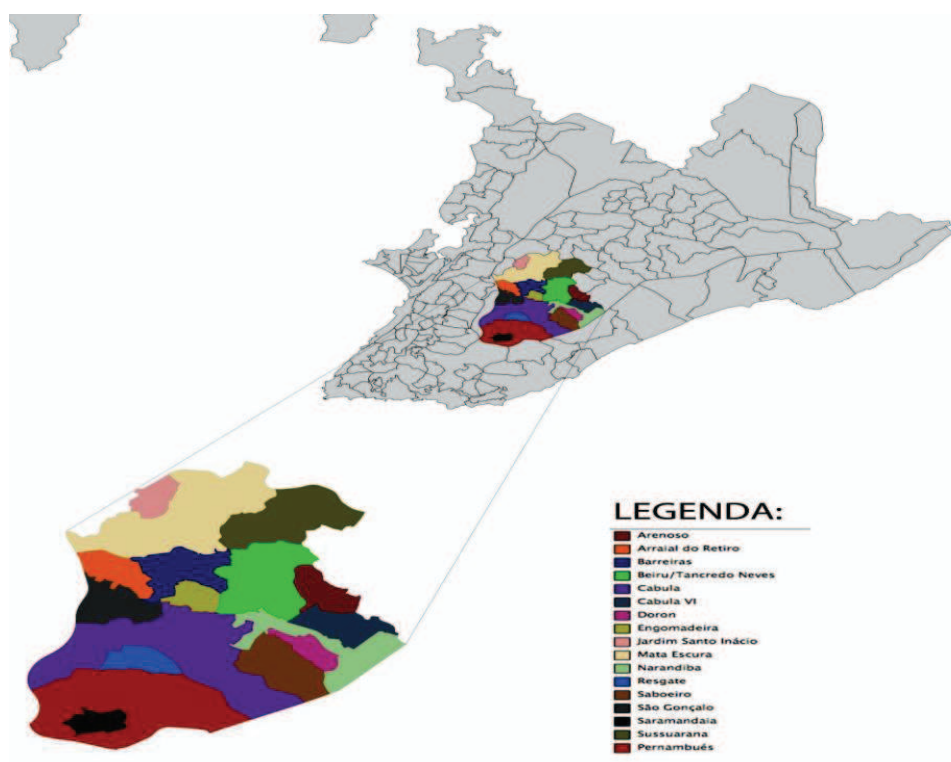 LEGENDA:
Arenoso
Arraial do Retiro
Barreiras
Beiru/Tancredo Neves
Cabula
Cabula VI
Doron
Engomadeira
Jardim Santo Inácio
Mata Escura
Narandiba
Resgate
Saboeiro
São Gonçalo
Saramandaia
Sussuarana
Pernambués